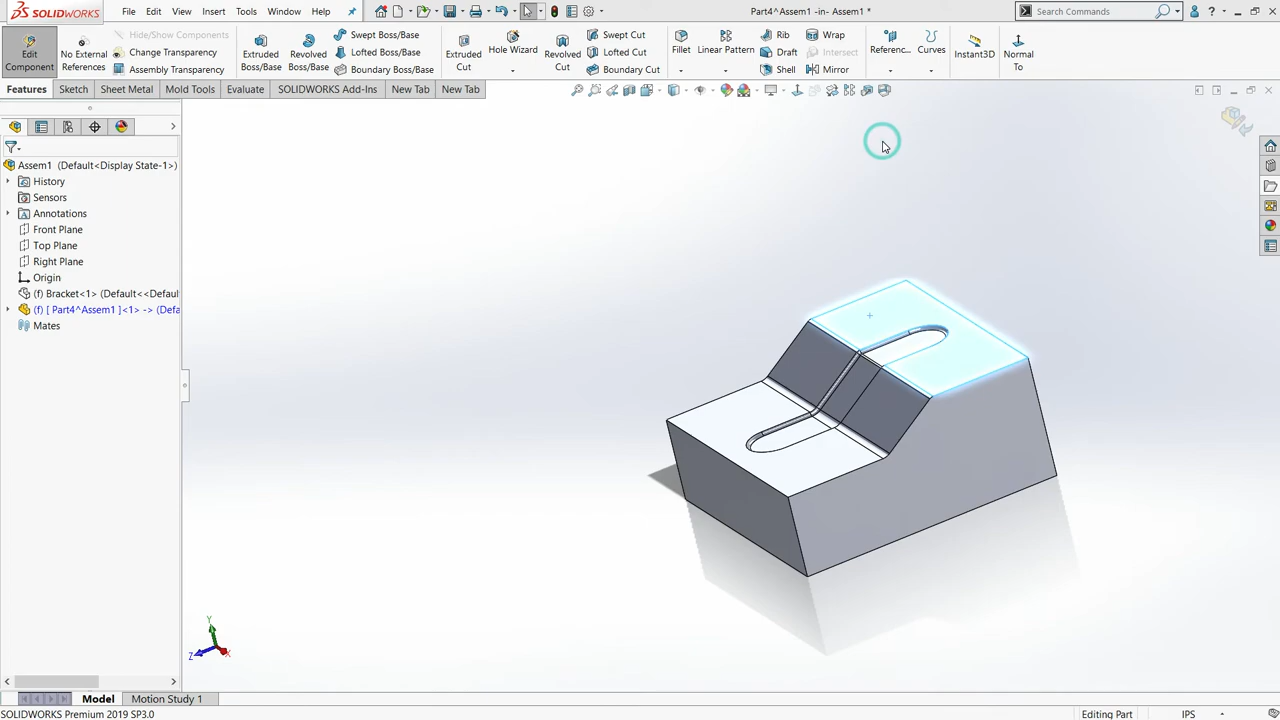 SOLIDWORKS File Edit View Insert Tools Window Help Part4^Assem1 -in- Assem1 * Search Commands ?
Edit Component
No External References
Hide/Show Components
Change Transparency
Assembly Transparency
Extruded Boss/Base
Revolved Boss/Base
Swept Boss/Base
Lofted Boss/Base
Boundary Boss/Base
Extruded Cut
Hole Wizard
Revolved Cut
Swept Cut
Lofted Cut
Boundary Cut
Fillet
Linear Pattern
Rib
Draft
Shell
Wrap
Intersect
Mirror
Referenc...
Curves
Instant3D
Normal To
Features Sketch Sheet Metal Mold Tools Evaluate SOLIDWORKS Add-Ins New Tab New Tab
Assem1 (Default<Display State-1>)
History
Sensors
Annotations
Front Plane
Top Plane
Right Plane
Origin
(f) Bracket<1> (Default<<Defaul
(f) [ Part4^Assem1 ]<1> -> (Defa
Mates
Y
Z X
Model Motion Study 1
SOLIDWORKS Premium 2019 SP3.0 Editing Part IPS